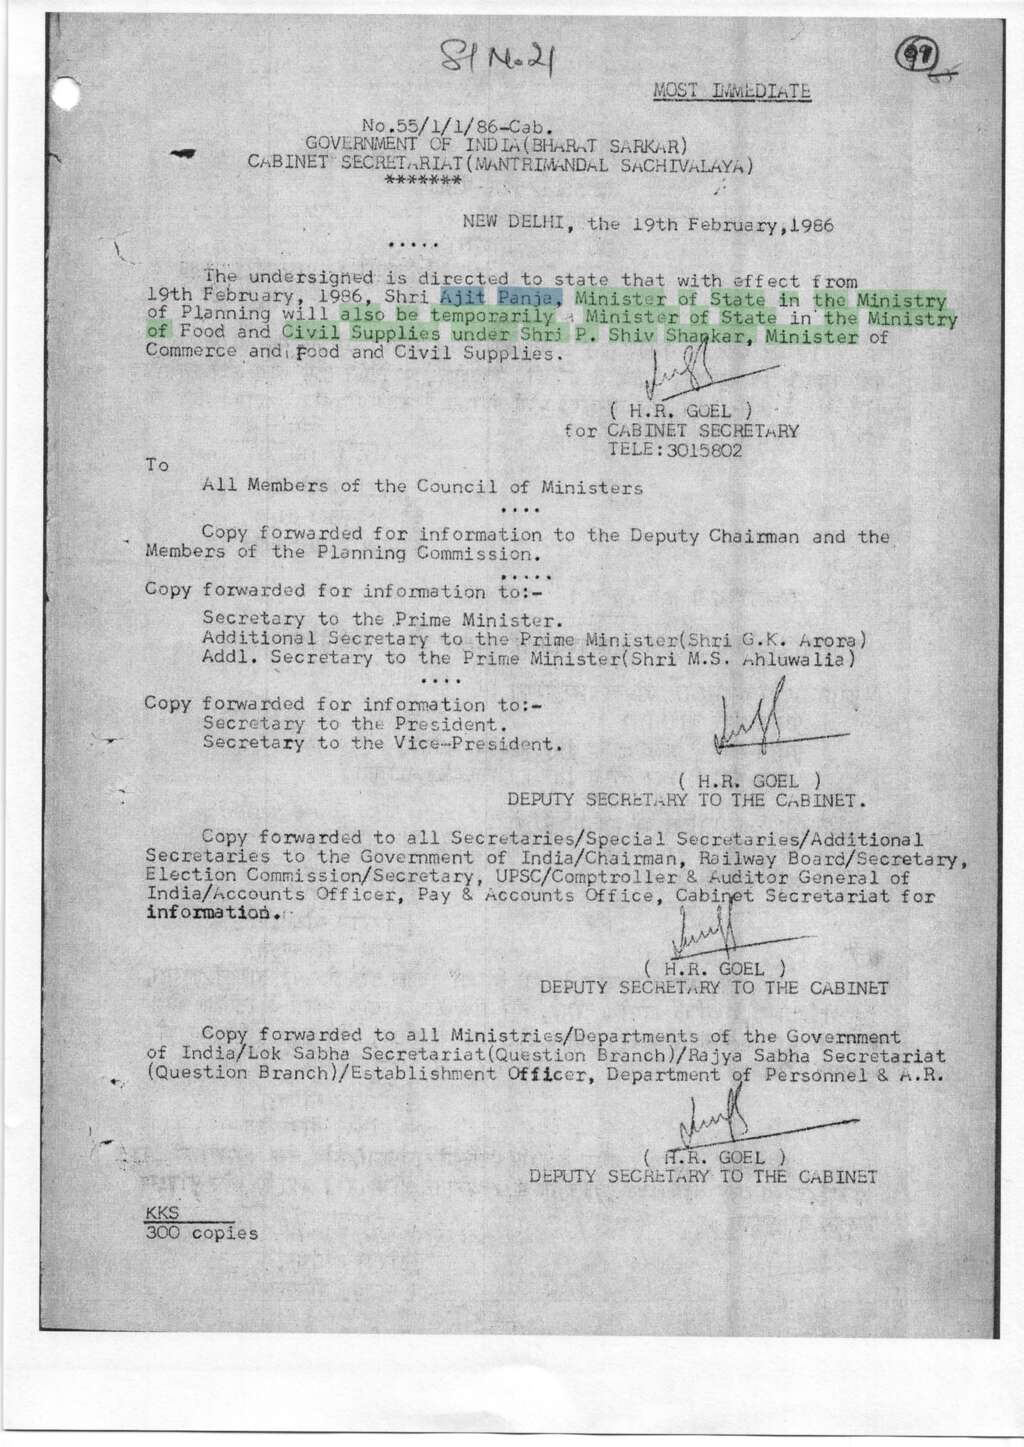 Sl No. 21
99
MOST IMMEDIATE
No.55/1/1/86-Cab.
GOVERNMENT OF INDIA(BHARAT SARKAR)
CABINET SECRETARIAT(MANTRIMANDAL SACHIVALAYA)
*******
NEW DELHI, the 19th February,1986
.....
The undersigned is directed to state that with effect from
19th February, 1986, Shri Ajit Panja, Minister of State in the Ministry
of Planning will also be temporarily Minister of State in the Ministry
of Food and Civil Supplies under Shri P. Shiv Shankar, Minister of
Commerce and Food and Civil Supplies.
( H.R. GOEL )
for CABINET SECRETARY
TELE:3015802
To
All Members of the Council of Ministers
....
Copy forwarded for information to the Deputy Chairman and the
Members of the Planning Commission.
.....
Copy forwarded for information to:-
Secretary to the Prime Minister.
Additional Secretary to the Prime Minister(Shri G.K. Arora)
Addl. Secretary to the Prime Minister(Shri M.S. Ahluwalia)
....
Copy forwarded for information to:-
Secretary to the President.
Secretary to the Vice-President.
( H.R. GOEL )
DEPUTY SECRETARY TO THE CABINET.
Copy forwarded to all Secretaries/Special Secretaries/Additional
Secretaries to the Government of India/Chairman, Railway Board/Secretary,
Election Commission/Secretary, UPSC/Comptroller & Auditor General of
India/Accounts Officer, Pay & Accounts Office, Cabinet Secretariat for
information.
( H.R. GOEL )
DEPUTY SECRETARY TO THE CABINET
Copy forwarded to all Ministries/Departments of the Government
of India/Lok Sabha Secretariat(Question Branch)/Rajya Sabha Secretariat
(Question Branch)/Establishment Officer, Department of Personnel & A.R.
( H.R. GOEL )
DEPUTY SECRETARY TO THE CABINET
KKS
300 copies